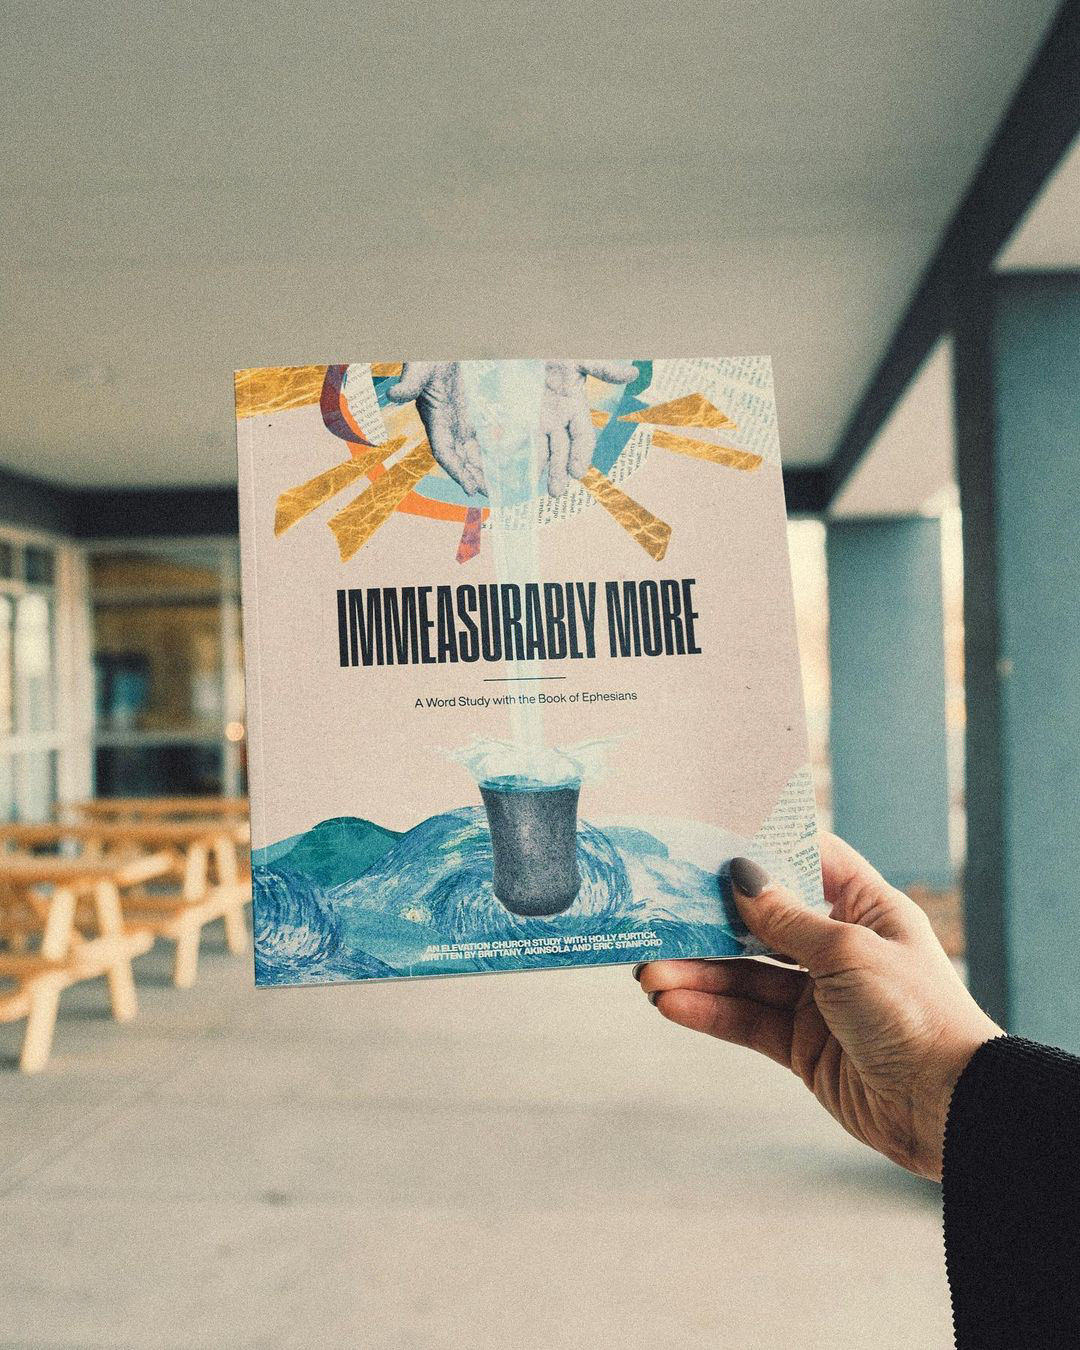 IMMEASURABLY MORE
A Word Study with the Book of Ephesians
AN ELEVATION CHURCH STUDY WITH HOLLY FURTICK
WRITTEN BY BRITTANY AKINSOLA AND ERIC STANFORD